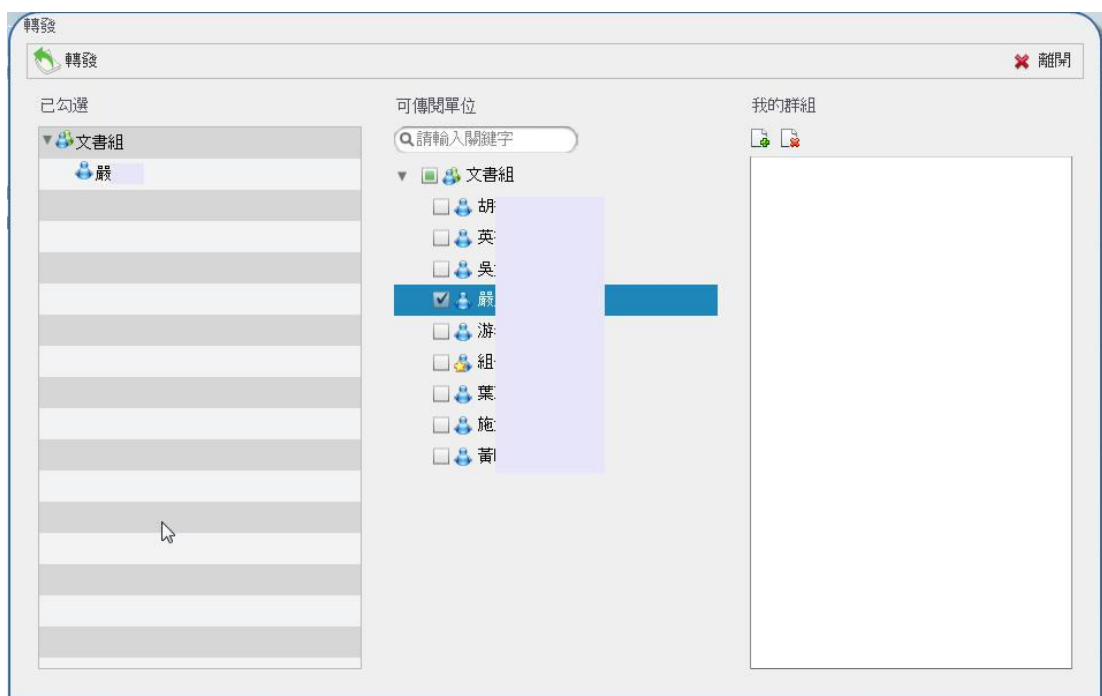 轉發
轉發
離開
已勾選
文書組
嚴
可傳閱單位
請輸入關鍵字
文書組
胡
英
吳
嚴
游
組
葉
施
黃
我的群組